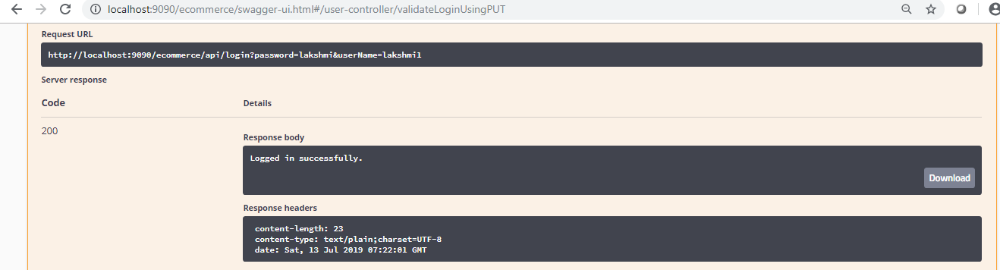 localhost:9090/ecommerce/swagger-ui.html#/user-controller/validateLoginUsingPUT
Request URL
http://localhost:9090/ecommerce/api/login?password=lakshmi&userName=lakshmi1
Server response
Code Details
200
Response body
Logged in successfully.
Download
Response headers
content-length: 23
content-type: text/plain;charset=UTF-8
date: Sat, 13 Jul 2019 07:22:01 GMT